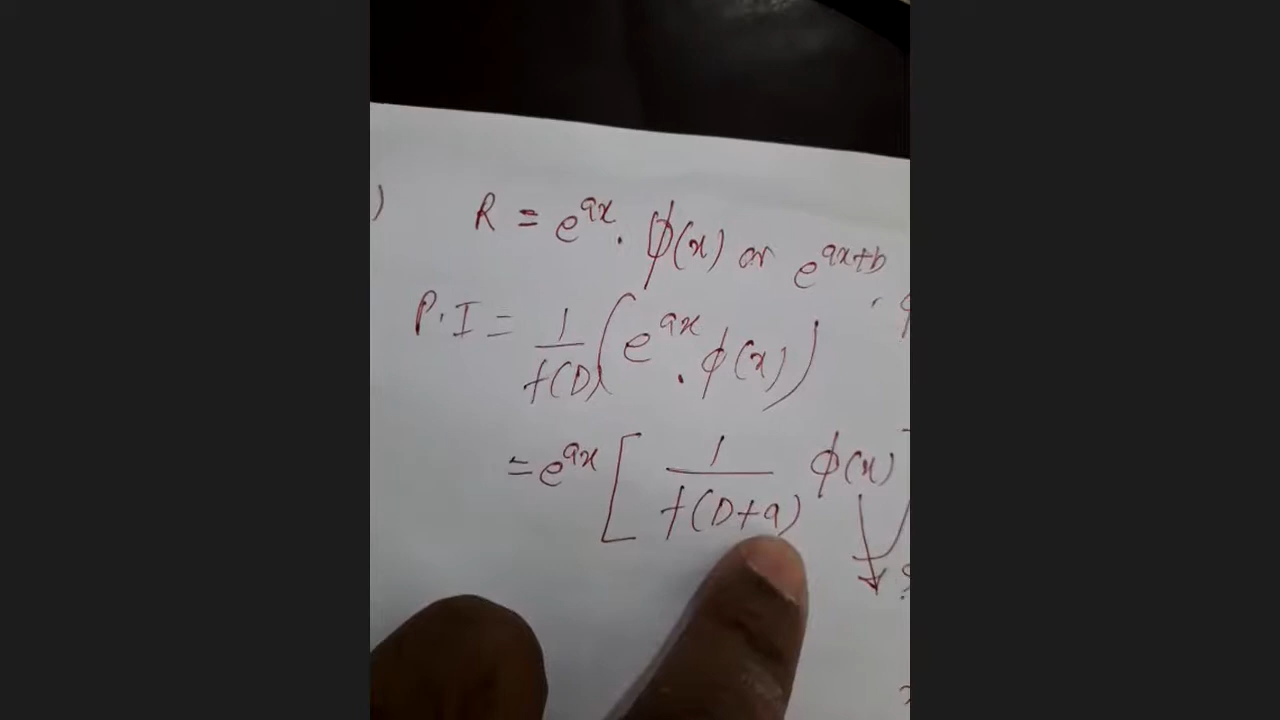 ) R = e^{ax} . ϕ(x) or e^{ax+b} .
P.I = 1/f(D) (e^{ax} . ϕ(x))
= e^{ax} [ 1/f(D+a) ϕ(x)